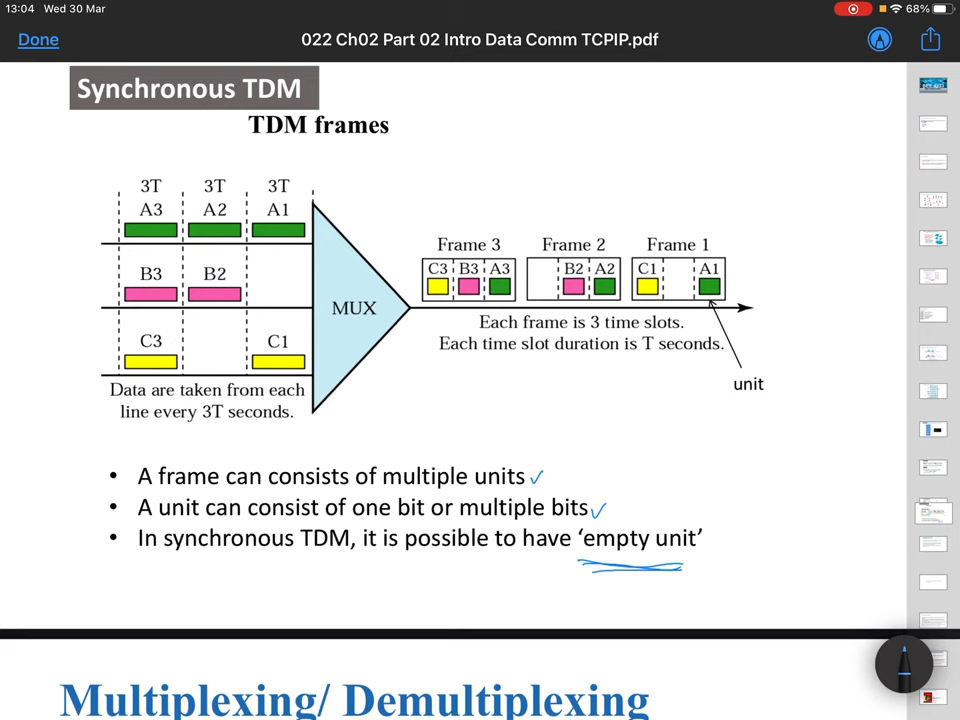 13:04 Wed 30 Mar
68%
Done
022 Ch02 Part 02 Intro Data Comm TCPIP.pdf
Synchronous TDM
TDM frames
3T 3T 3T
A3 A2 A1
B3 B2
C3 C1
Data are taken from each
line every 3T seconds.
MUX
Frame 3 Frame 2 Frame 1
C3 B3 A3 B2 A2 C1 A1
Each frame is 3 time slots.
Each time slot duration is T seconds.
unit
• A frame can consists of multiple units
• A unit can consist of one bit or multiple bits
• In synchronous TDM, it is possible to have ‘empty unit’
Multiplexing/ Demultiplexing